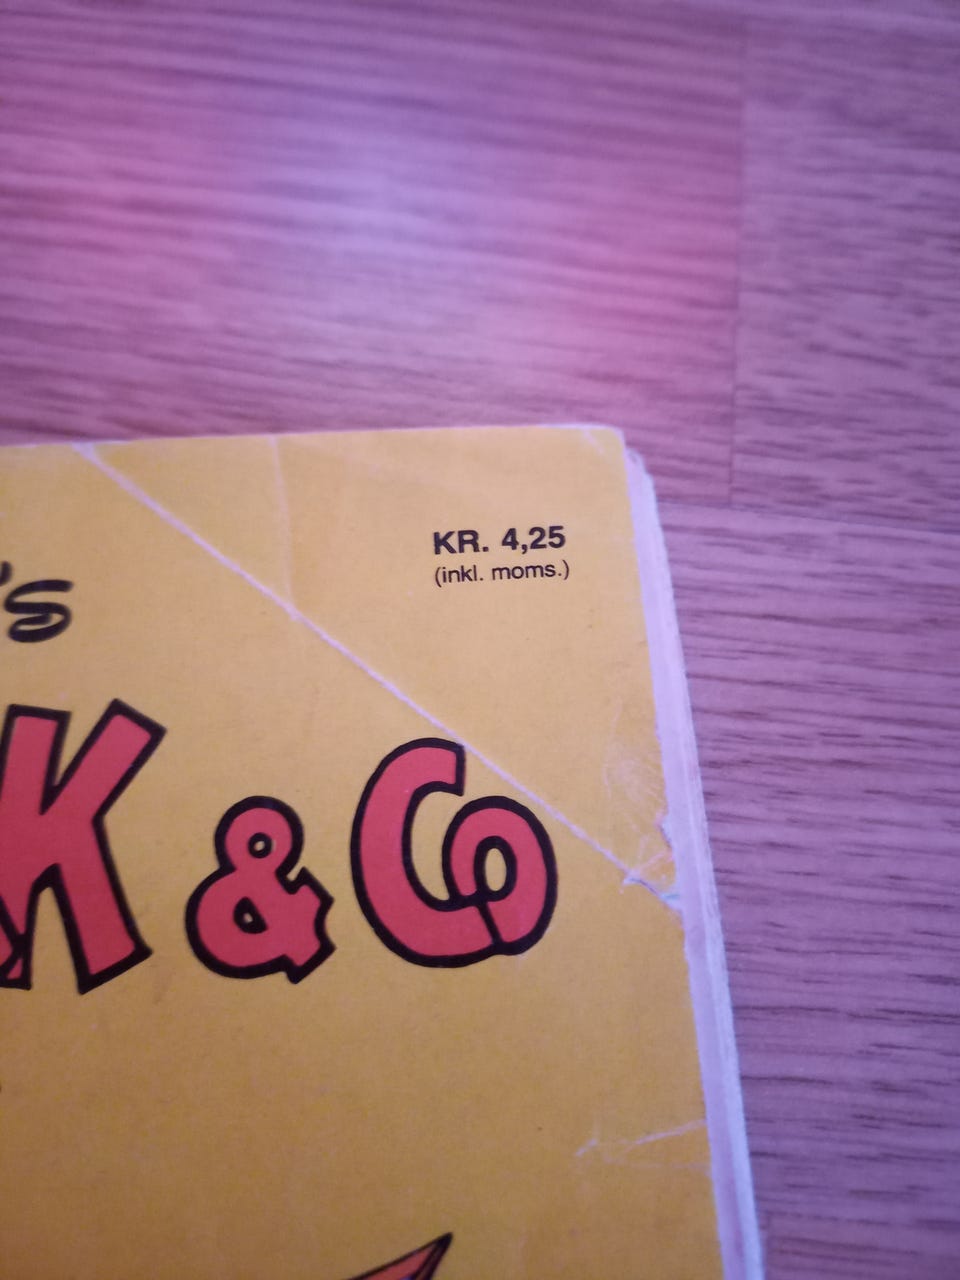 KR. 4,25
(inkl. moms.)
's
K & Co